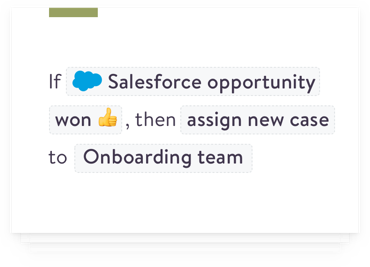 If Salesforce opportunity
won 👍, then assign new case
to Onboarding team